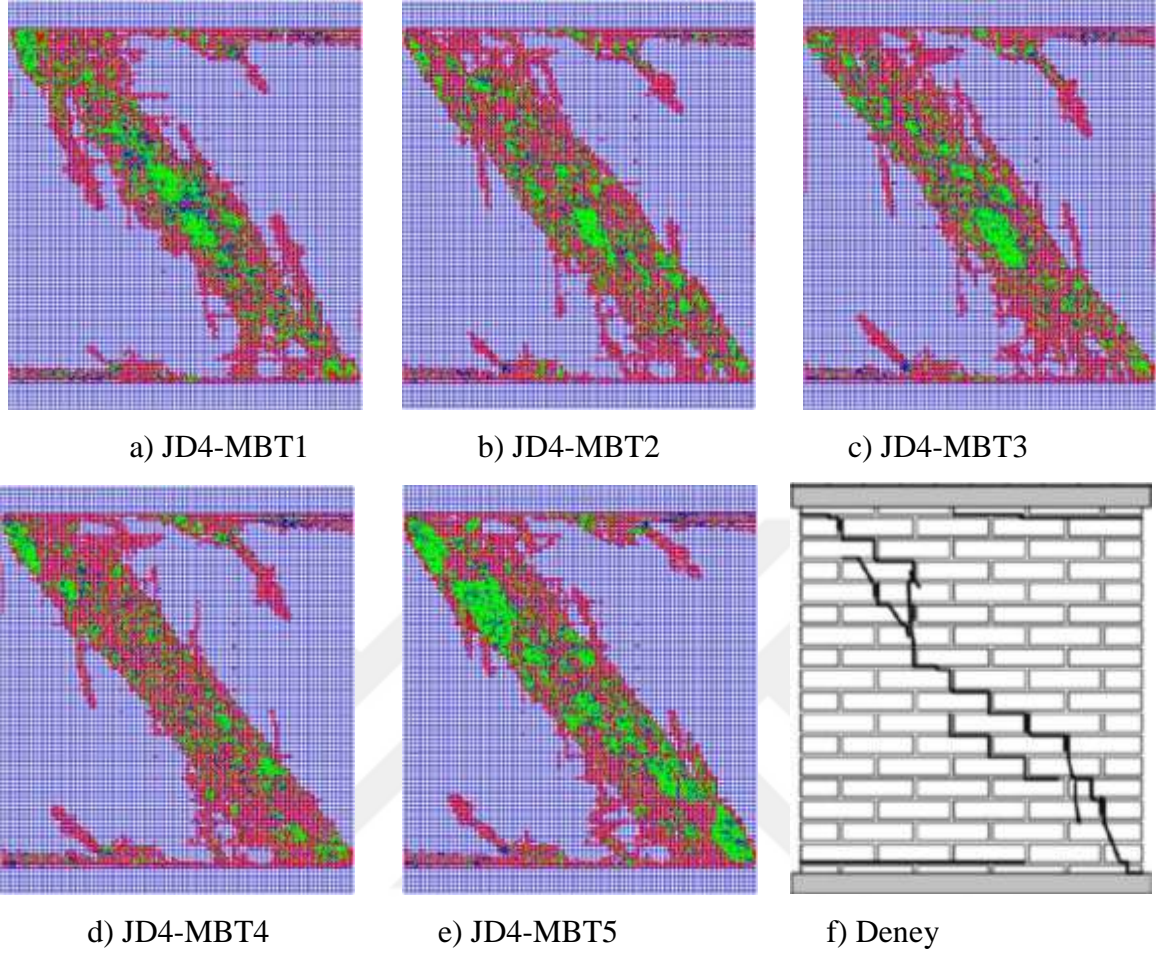 a) JD4-MBT1
b) JD4-MBT2
c) JD4-MBT3
d) JD4-MBT4
e) JD4-MBT5
f) Deney